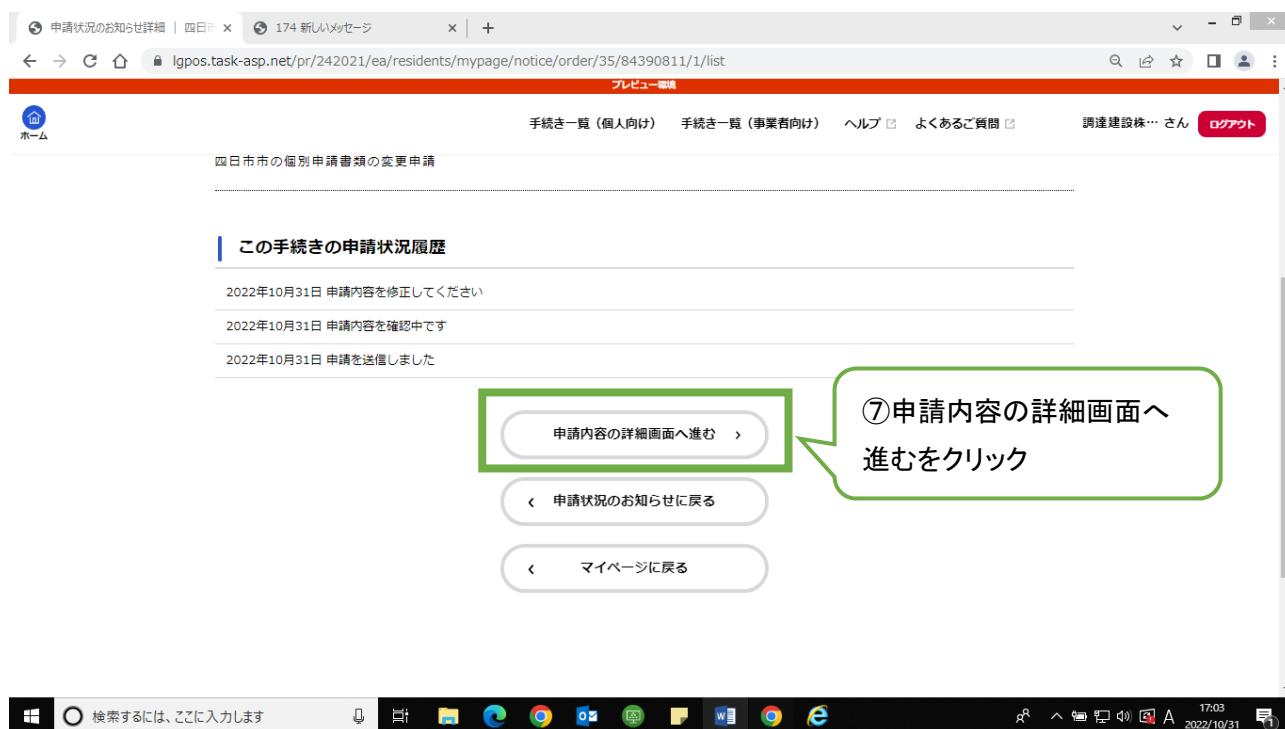 申請状況のお知らせ詳細 | 四日市
174 新しいメッセージ
lgpos.task-asp.net/pr/242021/ea/residents/mypage/notice/order/35/84390811/1/list
プレビュー環境
ホーム
手続き一覧（個人向け） 手続き一覧（事業者向け） ヘルプ よくあるご質問 調達建設株… さん ログアウト
四日市市の個別申請書類の変更申請
この手続きの申請状況履歴
2022年10月31日 申請内容を修正してください
2022年10月31日 申請内容を確認中です
2022年10月31日 申請を送信しました
申請内容の詳細画面へ進む
⑦申請内容の詳細画面へ
進むをクリック
申請状況のお知らせに戻る
マイページに戻る
検索するには、ここに入力します
A
17:03
2022/10/31